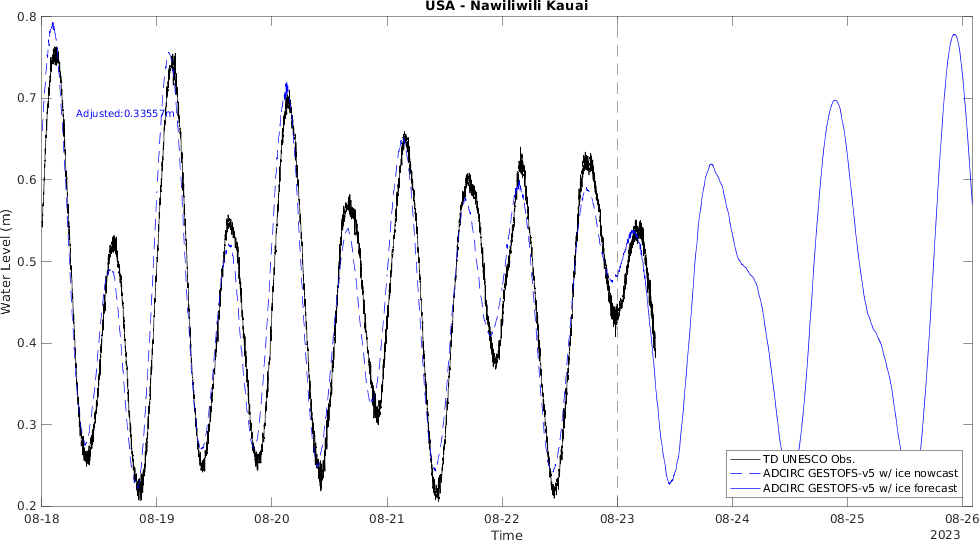 USA - Nawiliwili Kauai
0.8
0.7
Adjusted:0.33557m
0.6
0.5
Water Level (m)
0.4
0.3
0.2
TD UNESCO Obs.
ADCIRC GESTOFS-v5 w/ ice nowcast
ADCIRC GESTOFS-v5 w/ ice forecast
08-18 08-19 08-20 08-21 08-22 08-23 08-24 08-25 08-26
Time 2023